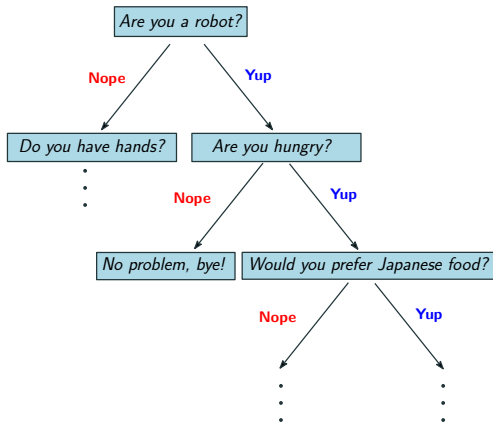 Are you a robot?
Nope
Yup
Do you have hands?
Are you hungry?
Nope
Yup
No problem, bye!
Would you prefer Japanese food?
Nope
Yup